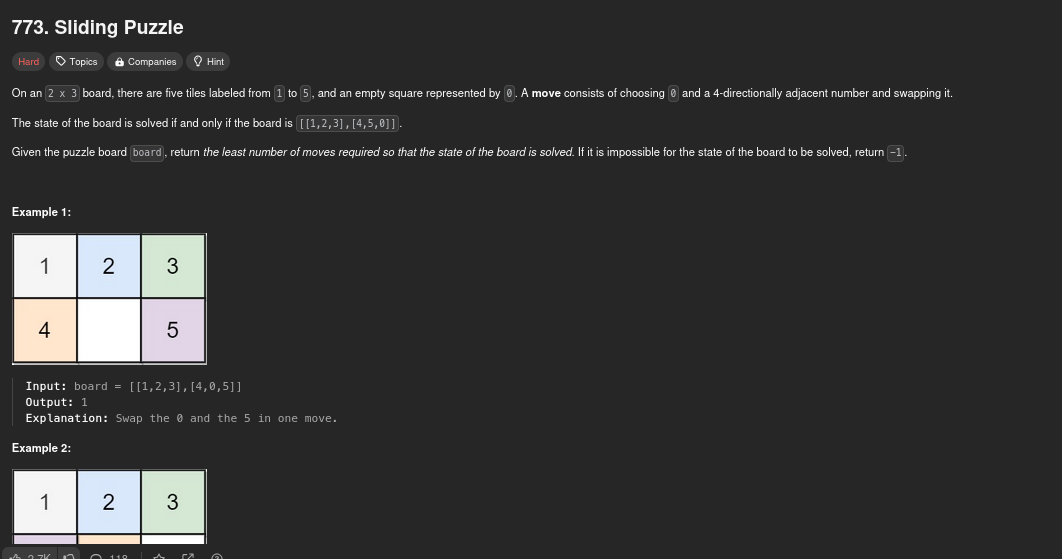 773. Sliding Puzzle
Hard Topics Companies Hint
On an 2 x 3 board, there are five tiles labeled from 1 to 5, and an empty square represented by 0. A move consists of choosing 0 and a 4-directionally adjacent number and swapping it.
The state of the board is solved if and only if the board is [[1,2,3],[4,5,0]].
Given the puzzle board board, return the least number of moves required so that the state of the board is solved. If it is impossible for the state of the board to be solved, return -1.
Example 1:
1 2 3
4 5
Input: board = [[1,2,3],[4,0,5]]
Output: 1
Explanation: Swap the 0 and the 5 in one move.
Example 2:
1 2 3
2.7K 118